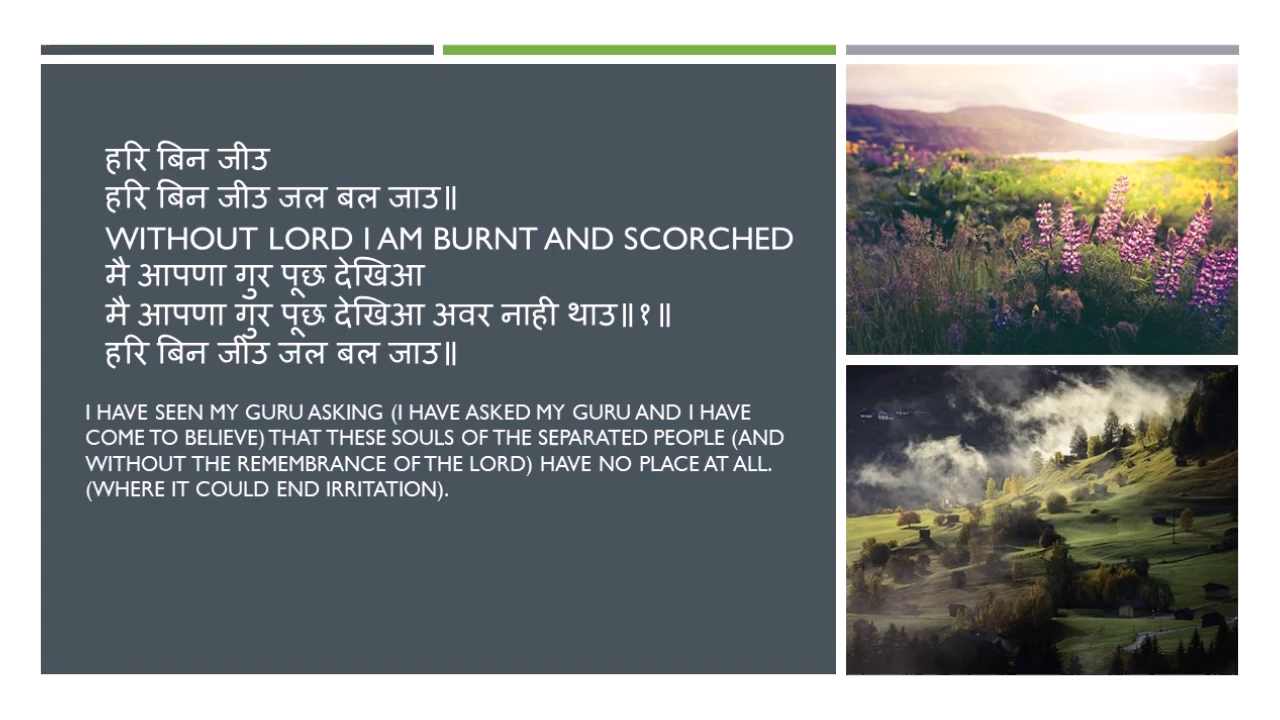 हरि बिन जीउ
हरि बिन जीउ जल बल जाउ॥
WITHOUT LORD I AM BURNT AND SCORCHED
मै आपणा गुर पूछ देखिआ
मै आपणा गुर पूछ देखिआ अवर नाही थाउ॥१॥
हरि बिन जीउ जल बल जाउ॥
I HAVE SEEN MY GURU ASKING (I HAVE ASKED MY GURU AND I HAVE
COME TO BELIEVE) THAT THESE SOULS OF THE SEPARATED PEOPLE (AND
WITHOUT THE REMEMBRANCE OF THE LORD) HAVE NO PLACE AT ALL.
(WHERE IT COULD END IRRITATION).